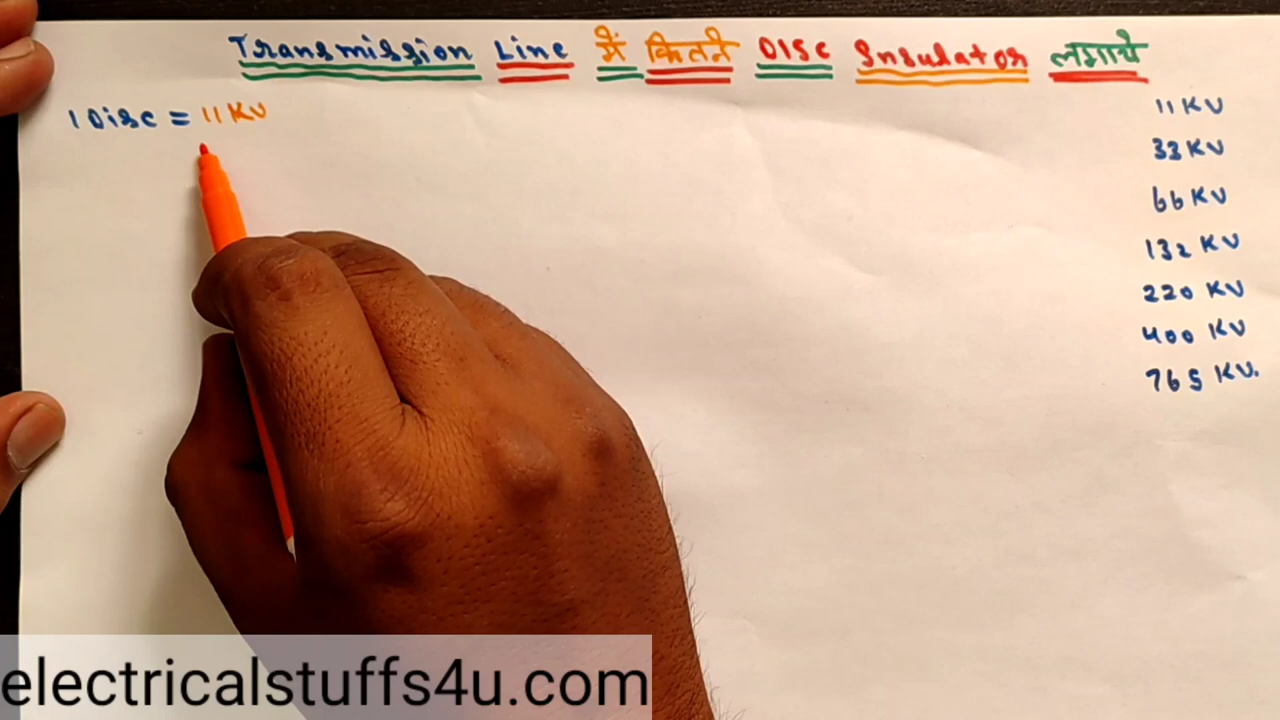 Transmission Line में कितने DISC Insulator लगाये
1 Disc = 11 KV
11 KV
33 KV
66 KV
132 KV
220 KV
400 KV
765 KV.
electricalstuffs4u.com